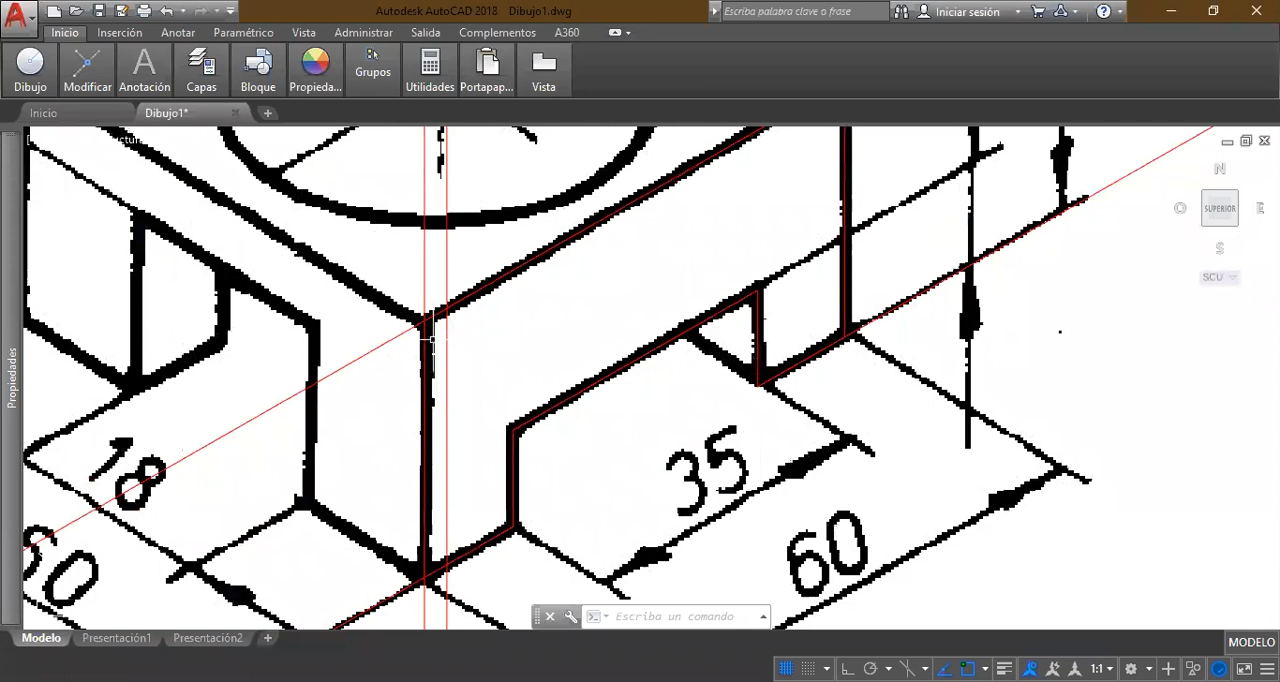 Autodesk AutoCAD 2018 Dibujo1.dwg
Escriba palabra clave o frase
Iniciar sesión
Inicio Inserción Anotar Paramétrico Vista Administrar Salida Complementos A360
Dibujo Modificar Anotación Capas Bloque Propieda... Grupos Utilidades Portapap... Vista
Inicio Dibujo1*
N
O SUPERIOR E
S
SCU
Propiedades
18
35
60
Escriba un comando
Modelo Presentación1 Presentación2
MODELO
1:1